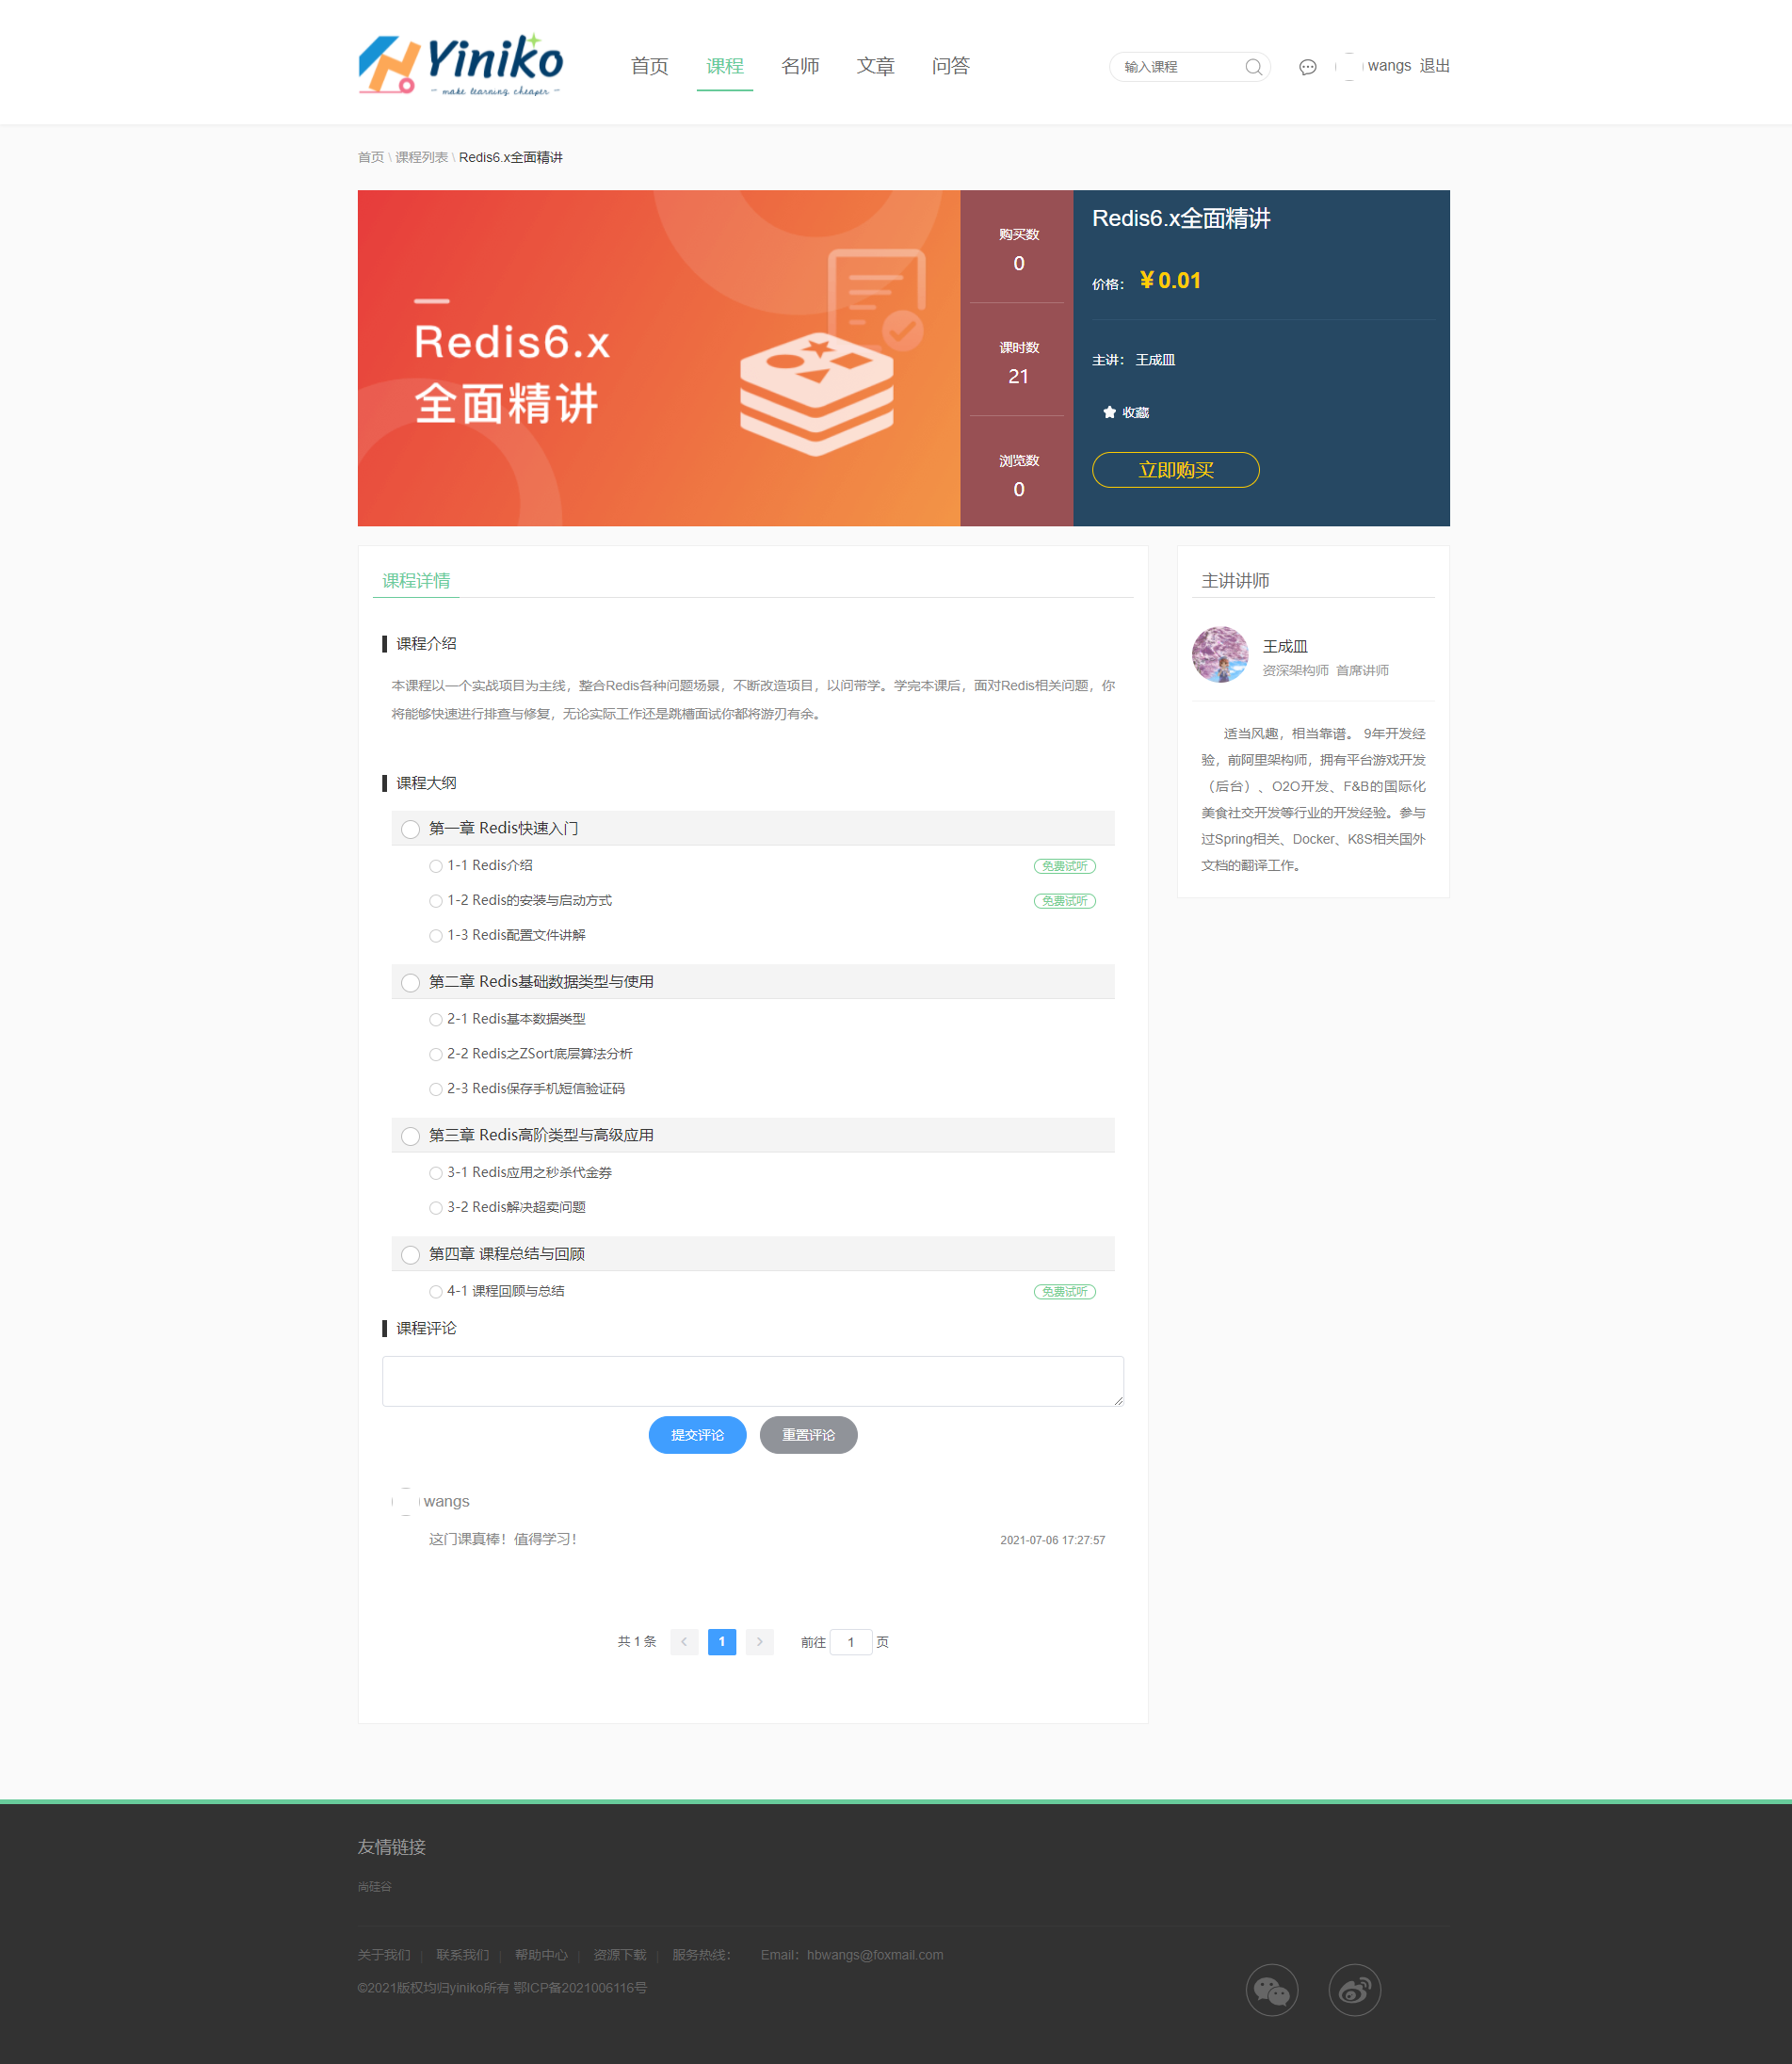 Yiniko
- make learning cheaper -
首页 课程 名师 文章 问答
输入课程
wangs 退出
首页 \ 课程列表 \ Redis6.x全面精讲
Redis6.x
全面精讲
购买数
0
课时数
21
浏览数
0
Redis6.x全面精讲
价格： ￥0.01
主讲： 王成皿
收藏
立即购买
课程详情
课程介绍
本课程以一个实战项目为主线，整合Redis各种问题场景，不断改造项目，以问带学。学完本课后，面对Redis相关问题，你
将能够快速进行排查与修复，无论实际工作还是跳槽面试你都将游刃有余。
课程大纲
第一章 Redis快速入门
1-1 Redis介绍 免费试听
1-2 Redis的安装与启动方式 免费试听
1-3 Redis配置文件讲解
第二章 Redis基础数据类型与使用
2-1 Redis基本数据类型
2-2 Redis之ZSort底层算法分析
2-3 Redis保存手机短信验证码
第三章 Redis高阶类型与高级应用
3-1 Redis应用之秒杀代金券
3-2 Redis解决超卖问题
第四章 课程总结与回顾
4-1 课程回顾与总结 免费试听
课程评论
提交评论 重置评论
wangs
这门课真棒！值得学习！ 2021-07-06 17:27:57
共 1 条 1 前往 1 页
主讲讲师
王成皿
资深架构师 首席讲师
适当风趣，相当靠谱。 9年开发经
验，前阿里架构师，拥有平台游戏开发
（后台）、O2O开发、F&B的国际化
美食社交开发等行业的开发经验。参与
过Spring相关、Docker、K8S相关国外
文档的翻译工作。
友情链接
尚硅谷
关于我们 | 联系我们 | 帮助中心 | 资源下载 | 服务热线： Email：hbwangs@foxmail.com
©2021版权均归yiniko所有 鄂ICP备2021006116号